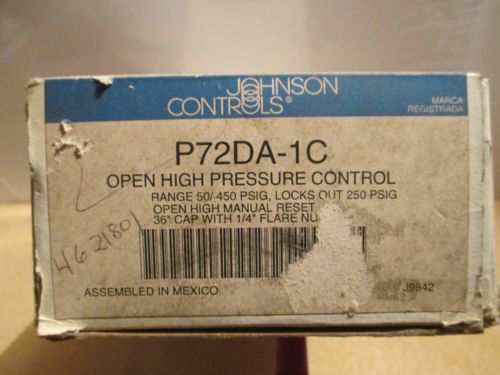 JOHNSON
CONTROLS®
MARCA
REGISTRADA
P72DA-1C
OPEN HIGH PRESSURE CONTROL
RANGE 50/450 PSIG, LOCKS OUT 250 PSIG
OPEN HIGH MANUAL RESET
36" CAP WITH 1/4" FLARE
4621801
ASSEMBLED IN MEXICO
J9842